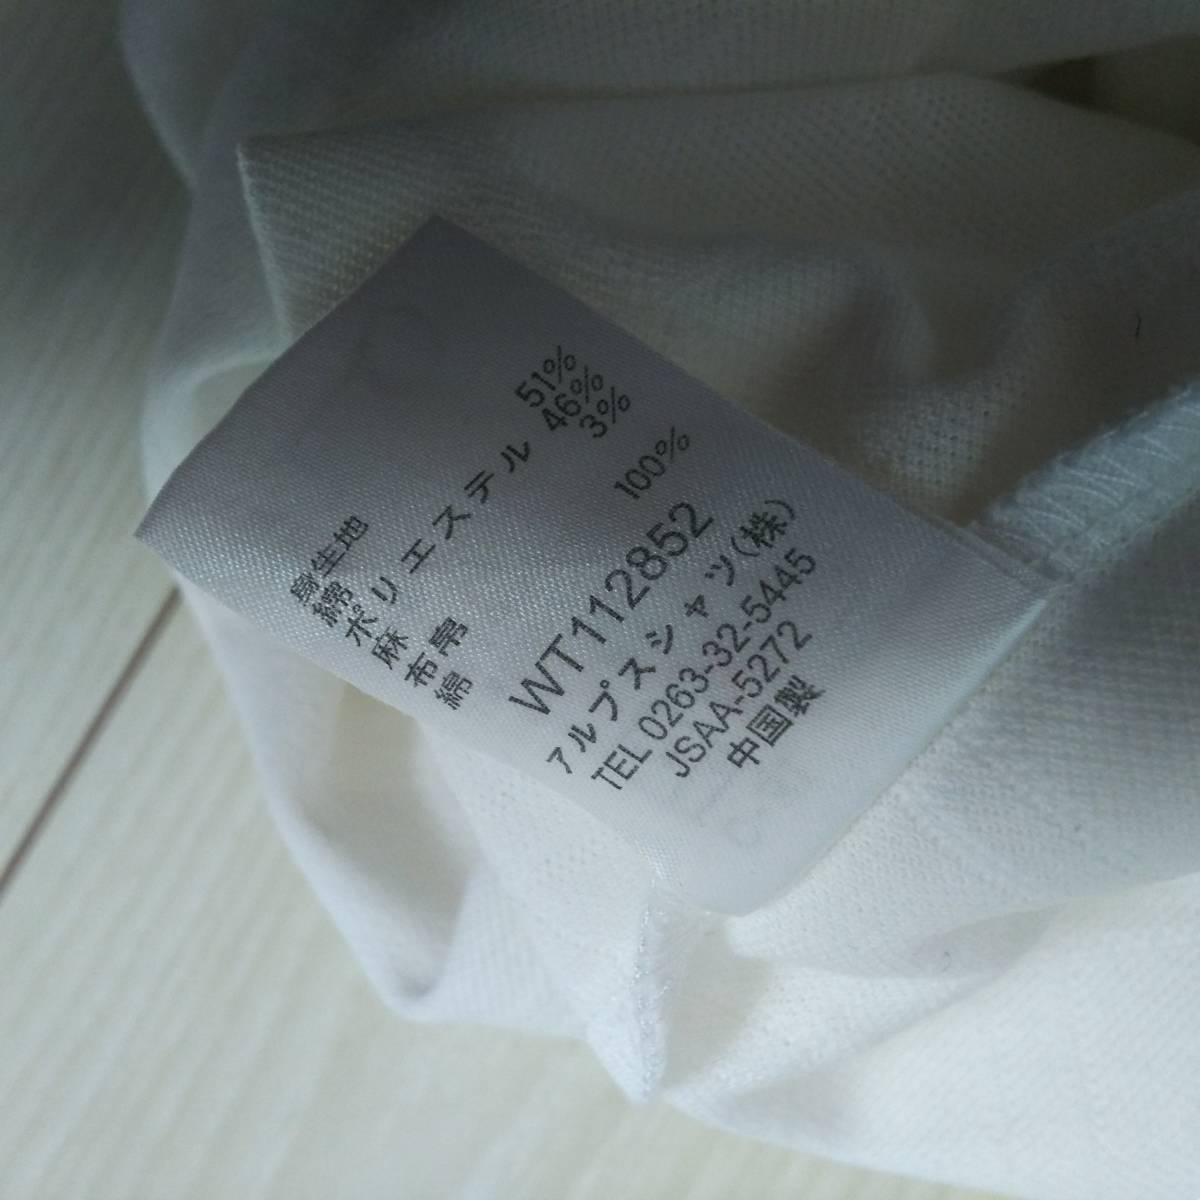 身生地
綿 51%
ポリエステル 46%
麻 3%
布帛
綿 100%
WT112852
アルプスシャツ(株)
TEL 0263-32-5445
JSAA-5272
中国製